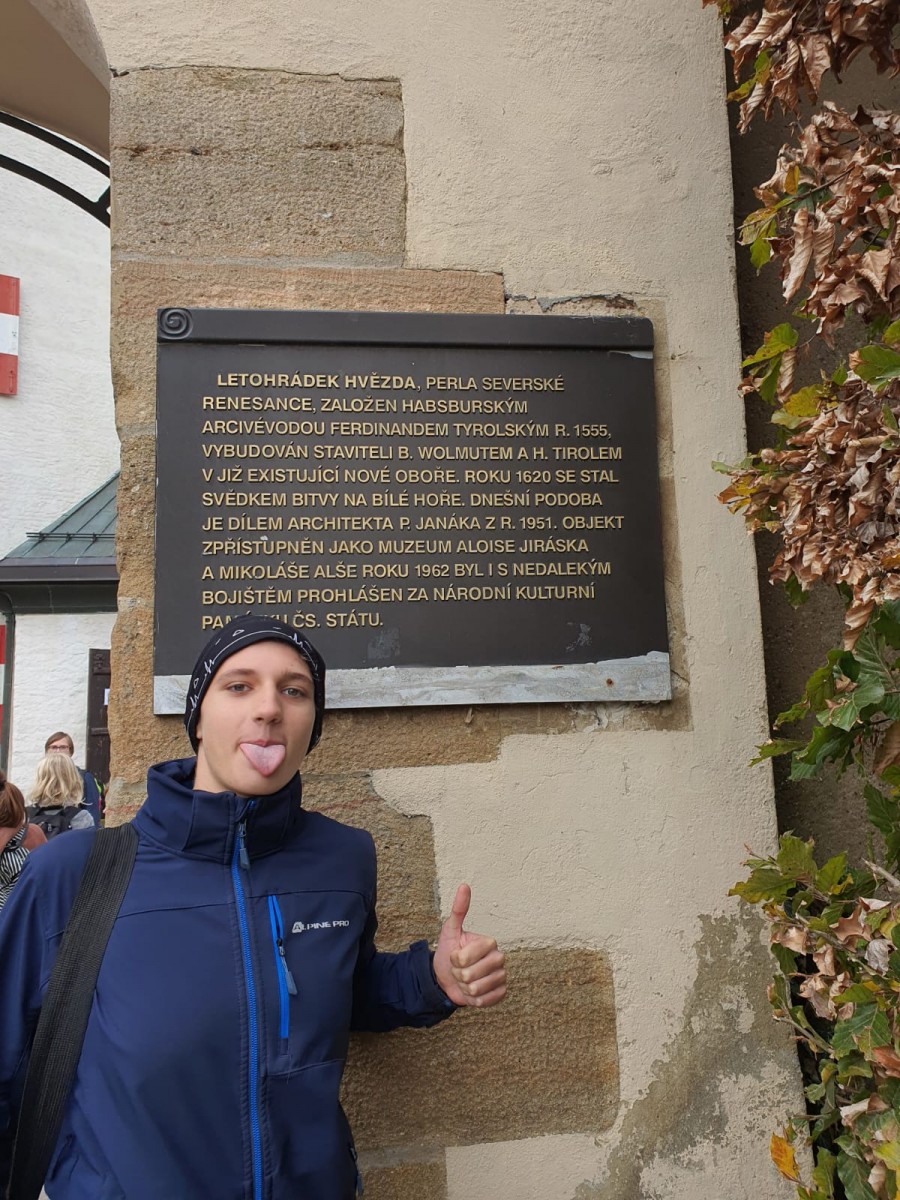 LETOHRÁDEK HVĚZDA, PERLA SEVERSKÉ
RENESANCE, ZALOŽEN HABSBURSKÝM
ARCIVÉVODOU FERDINANDEM TYROLSKÝM R. 1555,
VYBUDOVÁN STAVITELI B. WOLMUTEM A H. TIROLEM
V JIŽ EXISTUJÍCÍ NOVÉ OBOŘE. ROKU 1620 SE STAL
SVĚDKEM BITVY NA BÍLÉ HOŘE. DNEŠNÍ PODOBA
JE DÍLEM ARCHITEKTA P. JANÁKA Z R. 1951. OBJEKT
ZPŘÍSTUPNĚN JAKO MUZEUM ALOISE JIRÁSKA
A MIKOLÁŠE ALŠE ROKU 1962 BYL I S NEDALEKÝM
BOJIŠTĚM PROHLÁŠEN ZA NÁRODNÍ KULTURNÍ
ČS. STÁTU.
ALPINE PRO